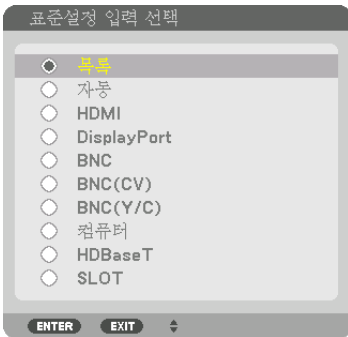 표준설정 입력 선택
목록
자동
HDMI
DisplayPort
BNC
BNC(CV)
BNC(Y/C)
컴퓨터
HDBaseT
SLOT
ENTER EXIT